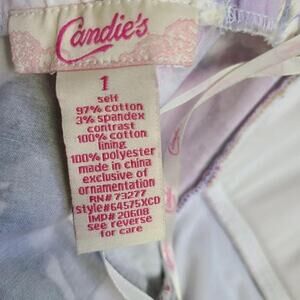 Candie's
1
self
97% cotton
3% spandex
contrast
100% cotton
lining
100% polyester
made in china
exclusive of
ornamentation
RN# 73277
style#64575XCD
IMP# 20608
see reverse
for care